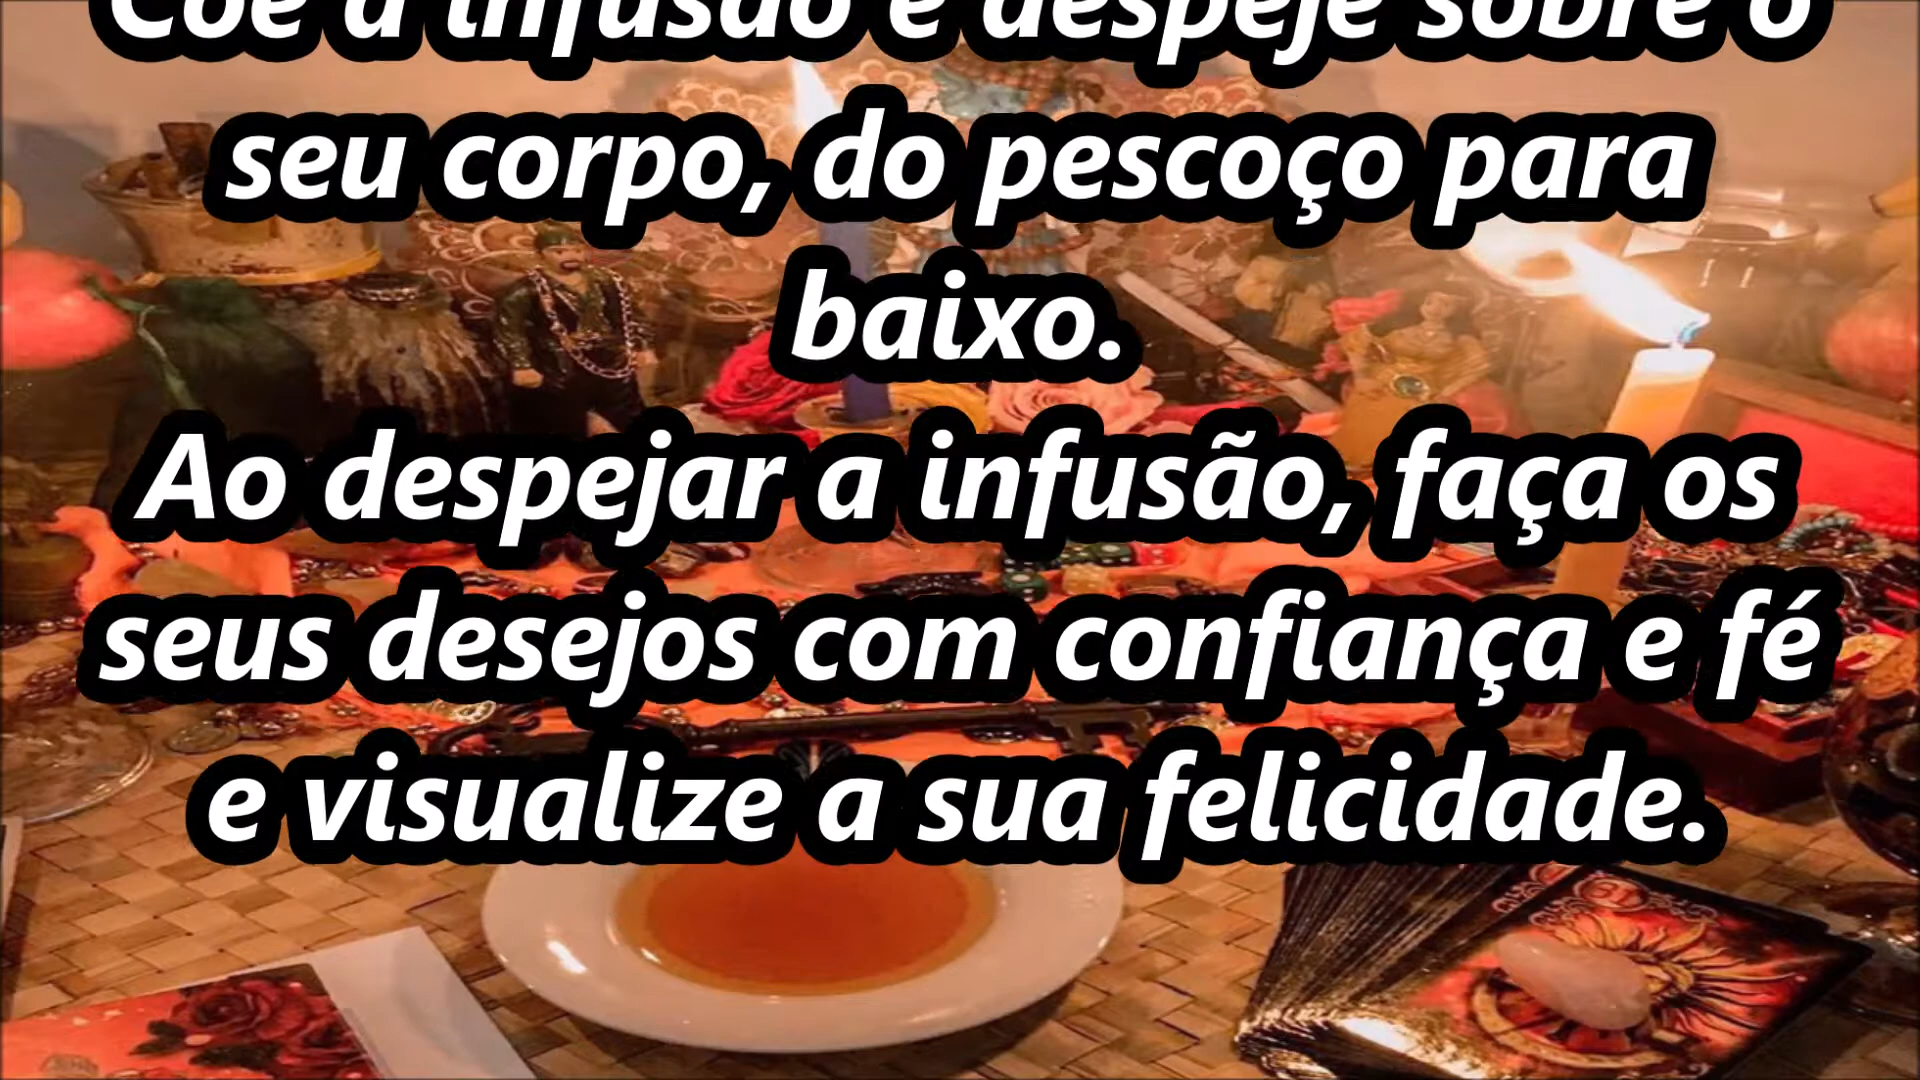 Coe a infusão e despeje sobre o
seu corpo, do pescoço para
baixo.
Ao despejar a infusão, faça os
seus desejos com confiança e fé
e visualize a sua felicidade.